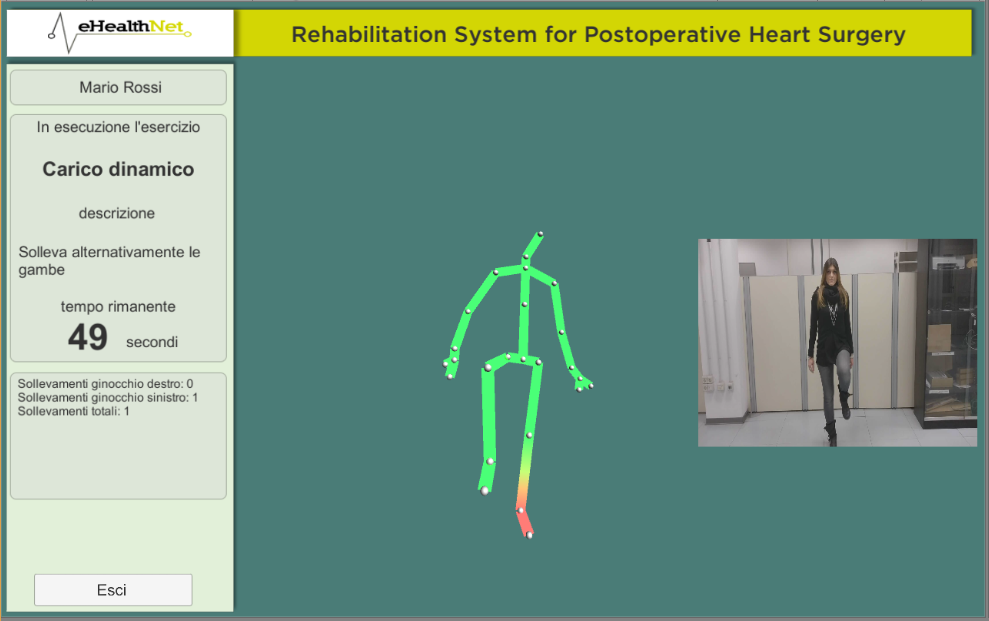 eHealthNet
Rehabilitation System for Postoperative Heart Surgery
Mario Rossi
In esecuzione l'esercizio
Carico dinamico
descrizione
Solleva alternativamente le
gambe
tempo rimanente
49 secondi
Sollevamenti ginocchio destro: 0
Sollevamenti ginocchio sinistro: 1
Sollevamenti totali: 1
Esci